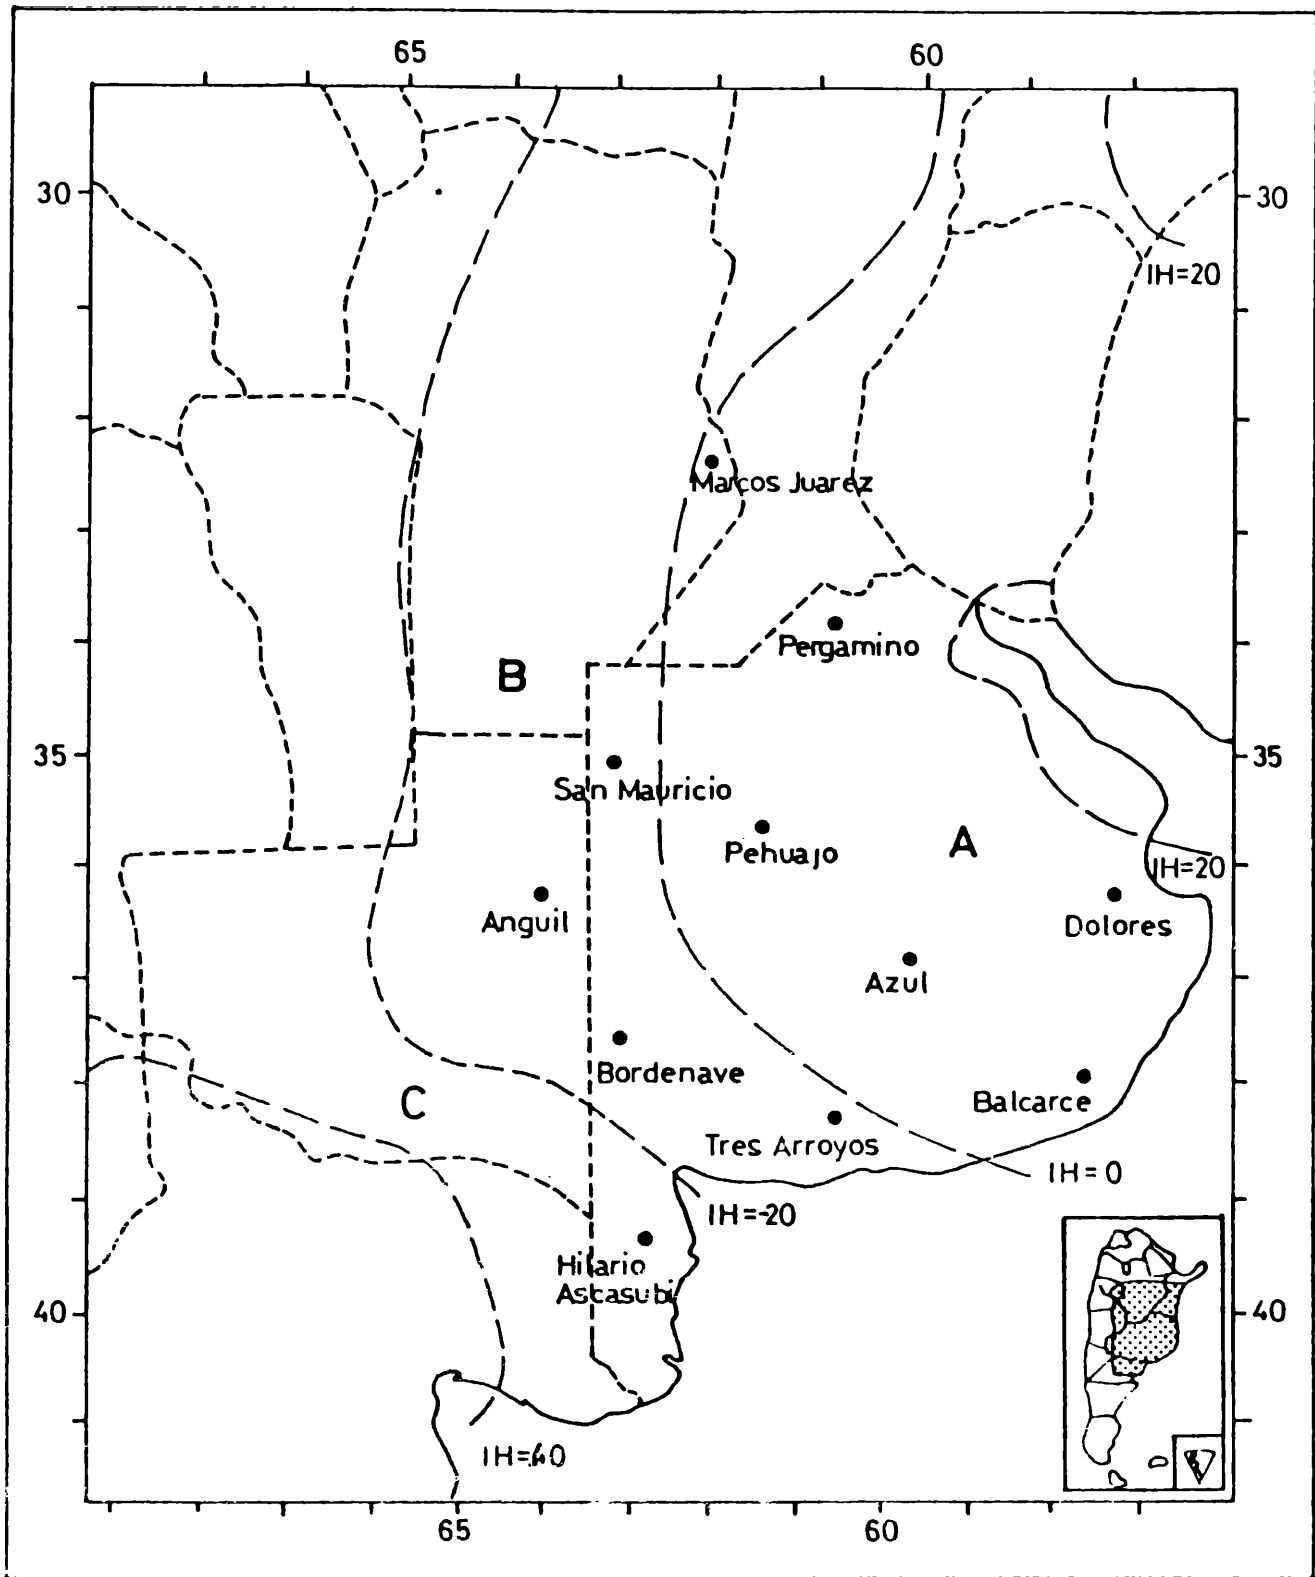 65 60
30 30
IH=20
Marcos Juarez
Pergamino
B
35 35
San Mauricio
Pehuajo
A
IH=20
Anguil
Dolores
Azul
Bordenave
Balcarce
C
Tres Arroyos
IH=0
IH=-20
Hilario
Ascasubi
40 40
IH=-40
65 60